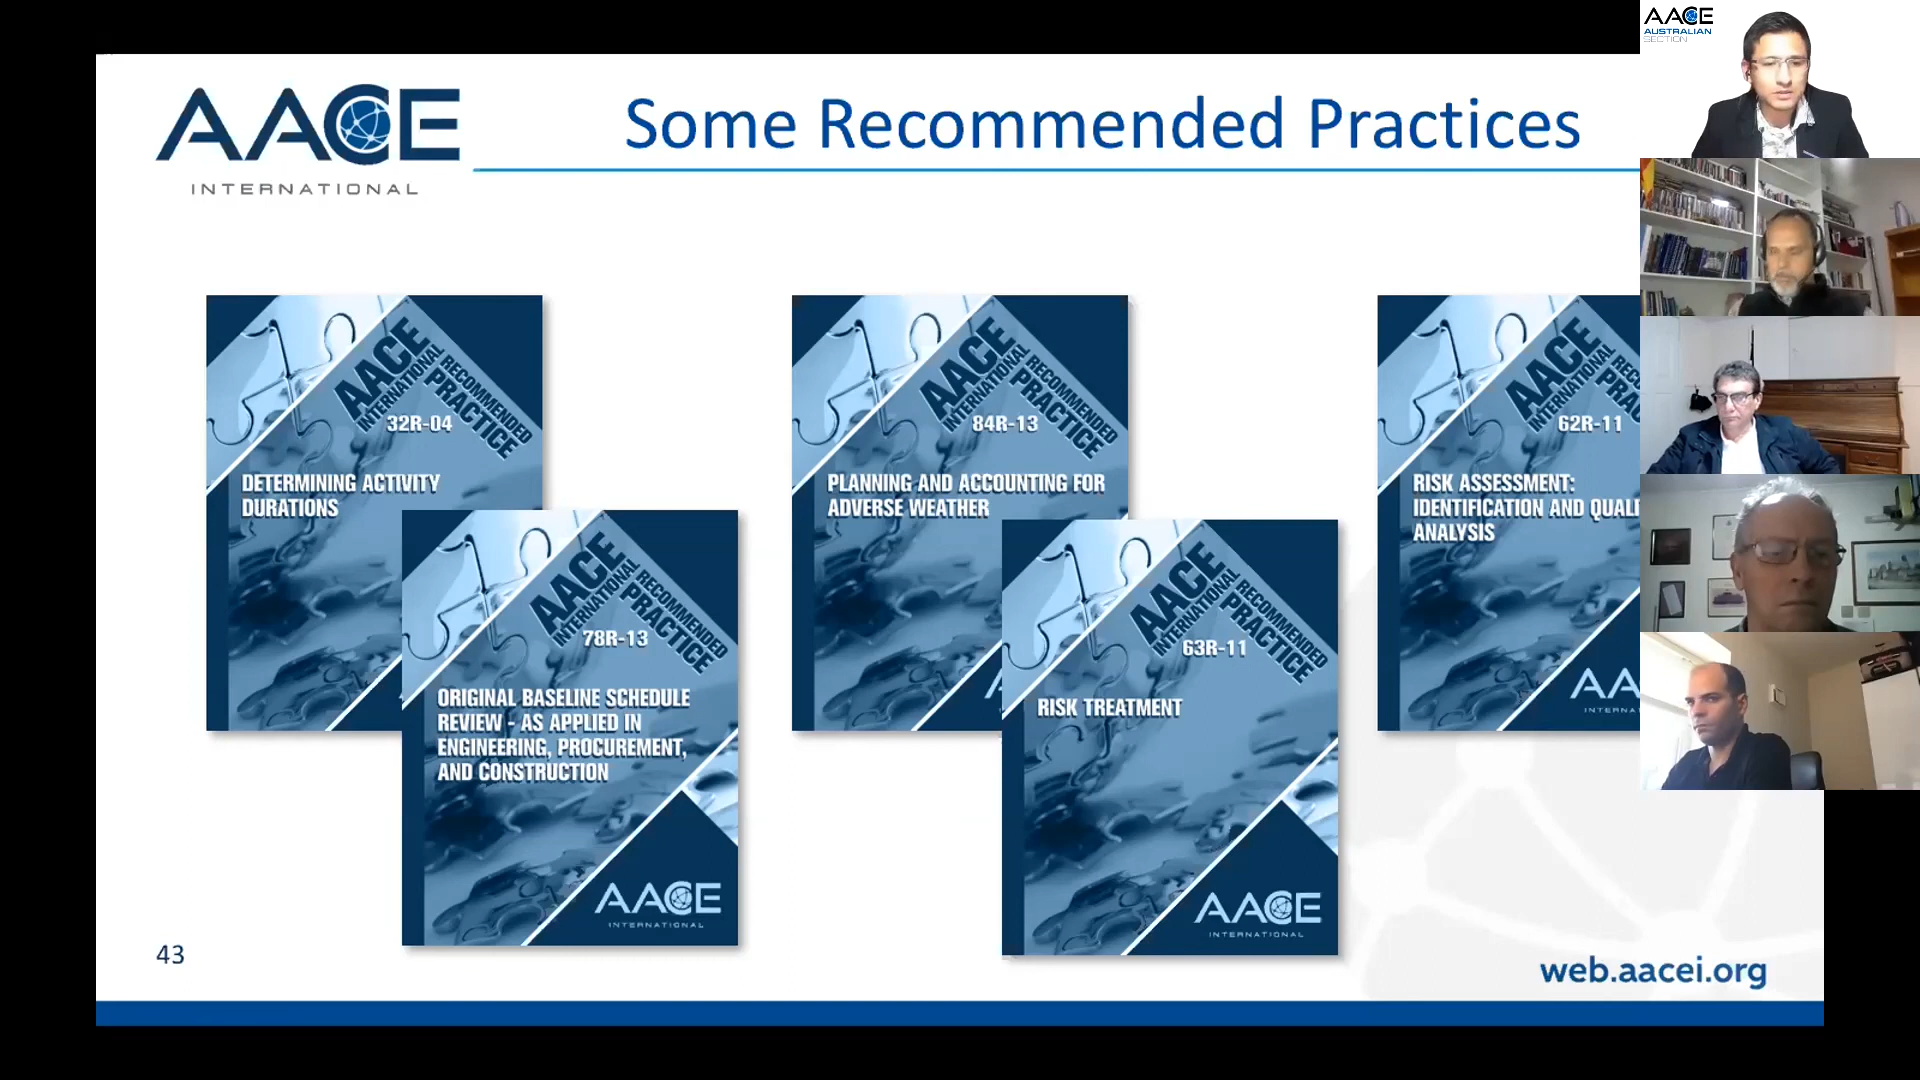 AACE
INTERNATIONAL
Some Recommended Practices
AACE
AUSTRALIAN
SECTION
AACE
INTERNATIONAL
RECOMMENDED
PRACTICE
32R-04
DETERMINING ACTIVITY
DURATIONS
AACE
INTERNATIONAL
RECOMMENDED
PRACTICE
78R-13
ORIGINAL BASELINE SCHEDULE
REVIEW - AS APPLIED IN
ENGINEERING, PROCUREMENT,
AND CONSTRUCTION
AACE
INTERNATIONAL
AACE
INTERNATIONAL
RECOMMENDED
PRACTICE
84R-13
PLANNING AND ACCOUNTING FOR
ADVERSE WEATHER
AACE
INTERNATIONAL
RECOMMENDED
PRACTICE
63R-11
RISK TREATMENT
AACE
INTERNATIONAL
AACE
INTERNATIONAL
62R-11
RISK ASSESSMENT:
IDENTIFICATION AND
ANALYSIS
43
web.aacei.org